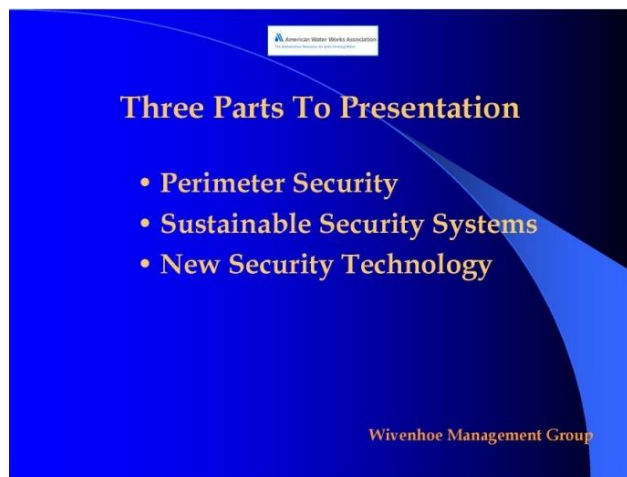 American Water Works Association
Three Parts To Presentation
• Perimeter Security
• Sustainable Security Systems
• New Security Technology
Wivenhoe Management Group